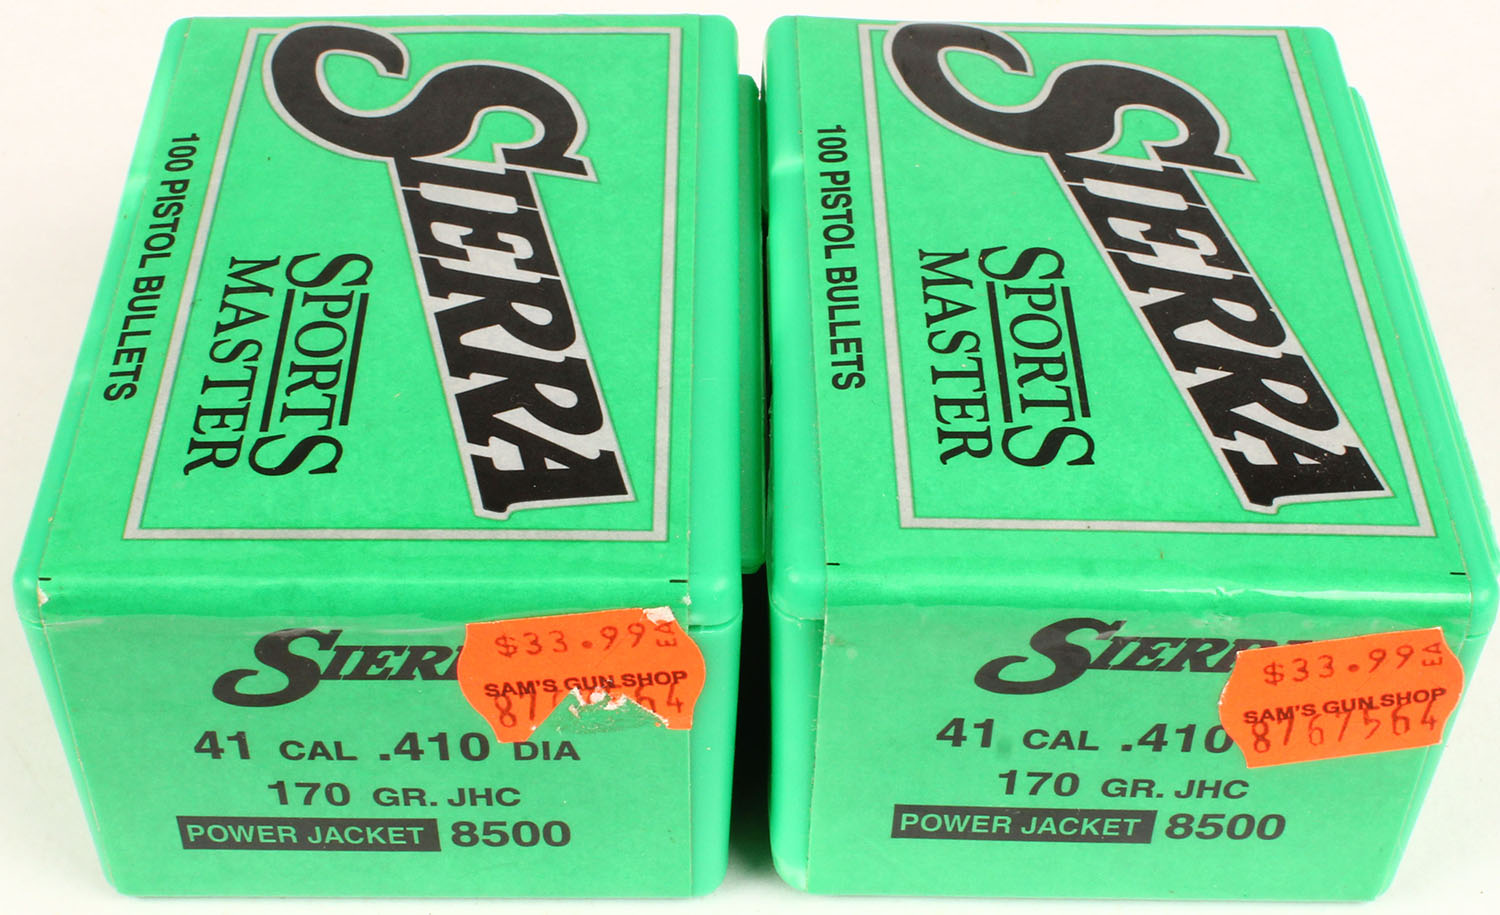 SIERRA
SPORTS
MASTER
100 PISTOL BULLETS
SIERRA
SPORTS
MASTER
100 PISTOL BULLETS
$33.99 EA
SAM'S GUN SHOP
41 CAL .410 DIA
170 GR. JHC
POWER JACKET 8500
$33.99 EA
SAM'S GUN SHOP
8767564
41 CAL .410
170 GR. JHC
POWER JACKET 8500